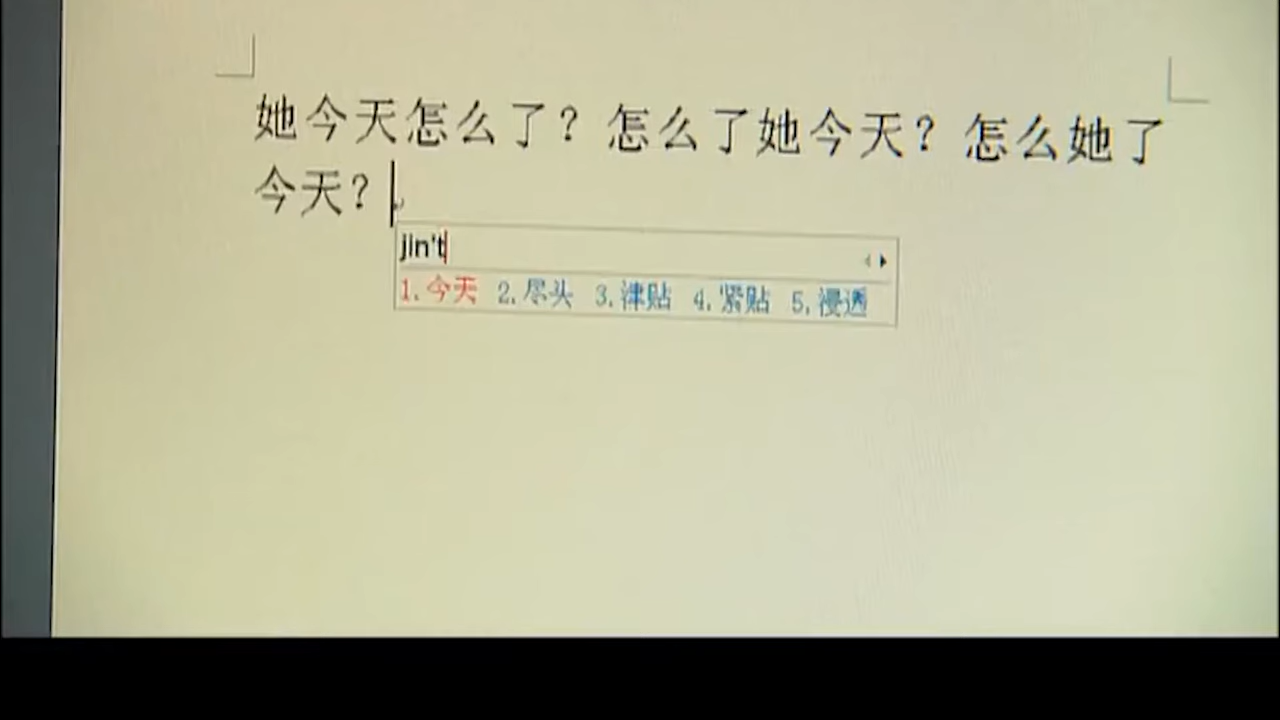 她今天怎么了？怎么了她今天？怎么她了
今天？
jin't
1.今天 2.尽头 3.津贴 4.紧贴 5.浸透